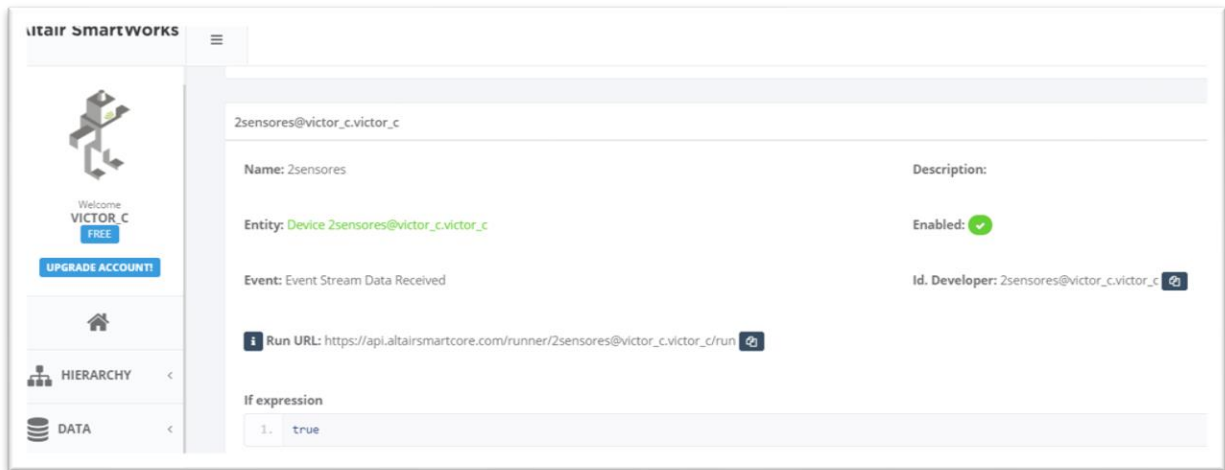 Altair SmartWorks
Welcome
VICTOR_C
FREE
UPGRADE ACCOUNT!
HIERARCHY
DATA
2sensores@victor_c.victor_c
Name: 2sensores
Description:
Entity: Device 2sensores@victor_c.victor_c
Enabled:
Event: Event Stream Data Received
Id. Developer: 2sensores@victor_c.victor_c
i Run URL: https://api.altairsmartcore.com/runner/2sensores@victor_c.victor_c/run
If expression
1. true